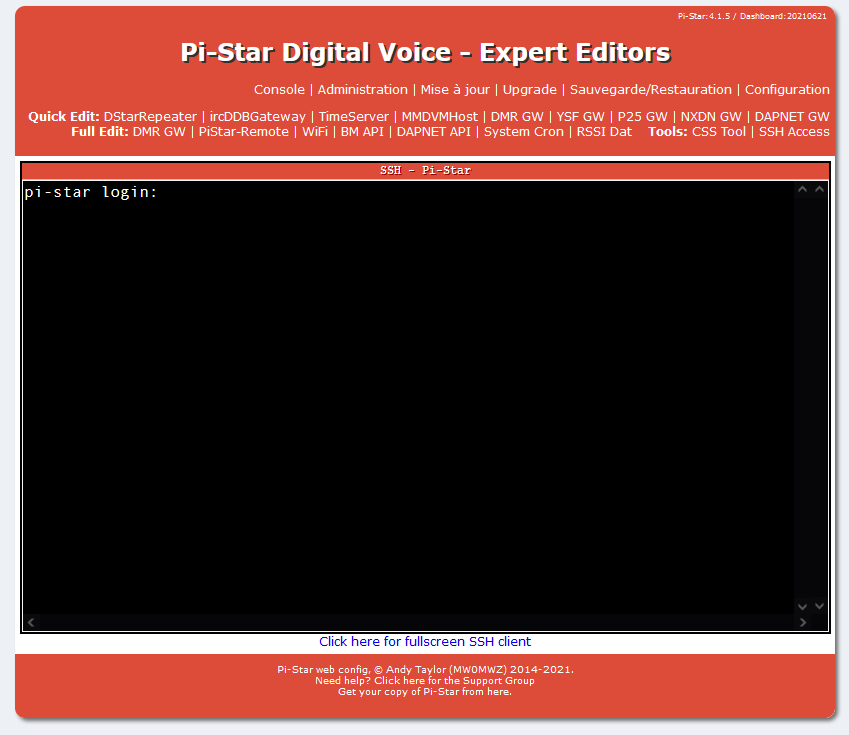 Pi-Star:4.1.5 / Dashboard:20210621
Pi-Star Digital Voice - Expert Editors
Console | Administration | Mise à jour | Upgrade | Sauvegarde/Restauration | Configuration
Quick Edit: DStarRepeater | ircDDBGateway | TimeServer | MMDVMHost | DMR GW | YSF GW | P25 GW | NXDN GW | DAPNET GW
Full Edit: DMR GW | PiStar-Remote | WiFi | BM API | DAPNET API | System Cron | RSSI Dat Tools: CSS Tool | SSH Access
SSH - Pi-Star
pi-star login:
Click here for fullscreen SSH client
Pi-Star web config, © Andy Taylor (MW0MWZ) 2014-2021.
Need help? Click here for the Support Group
Get your copy of Pi-Star from here.